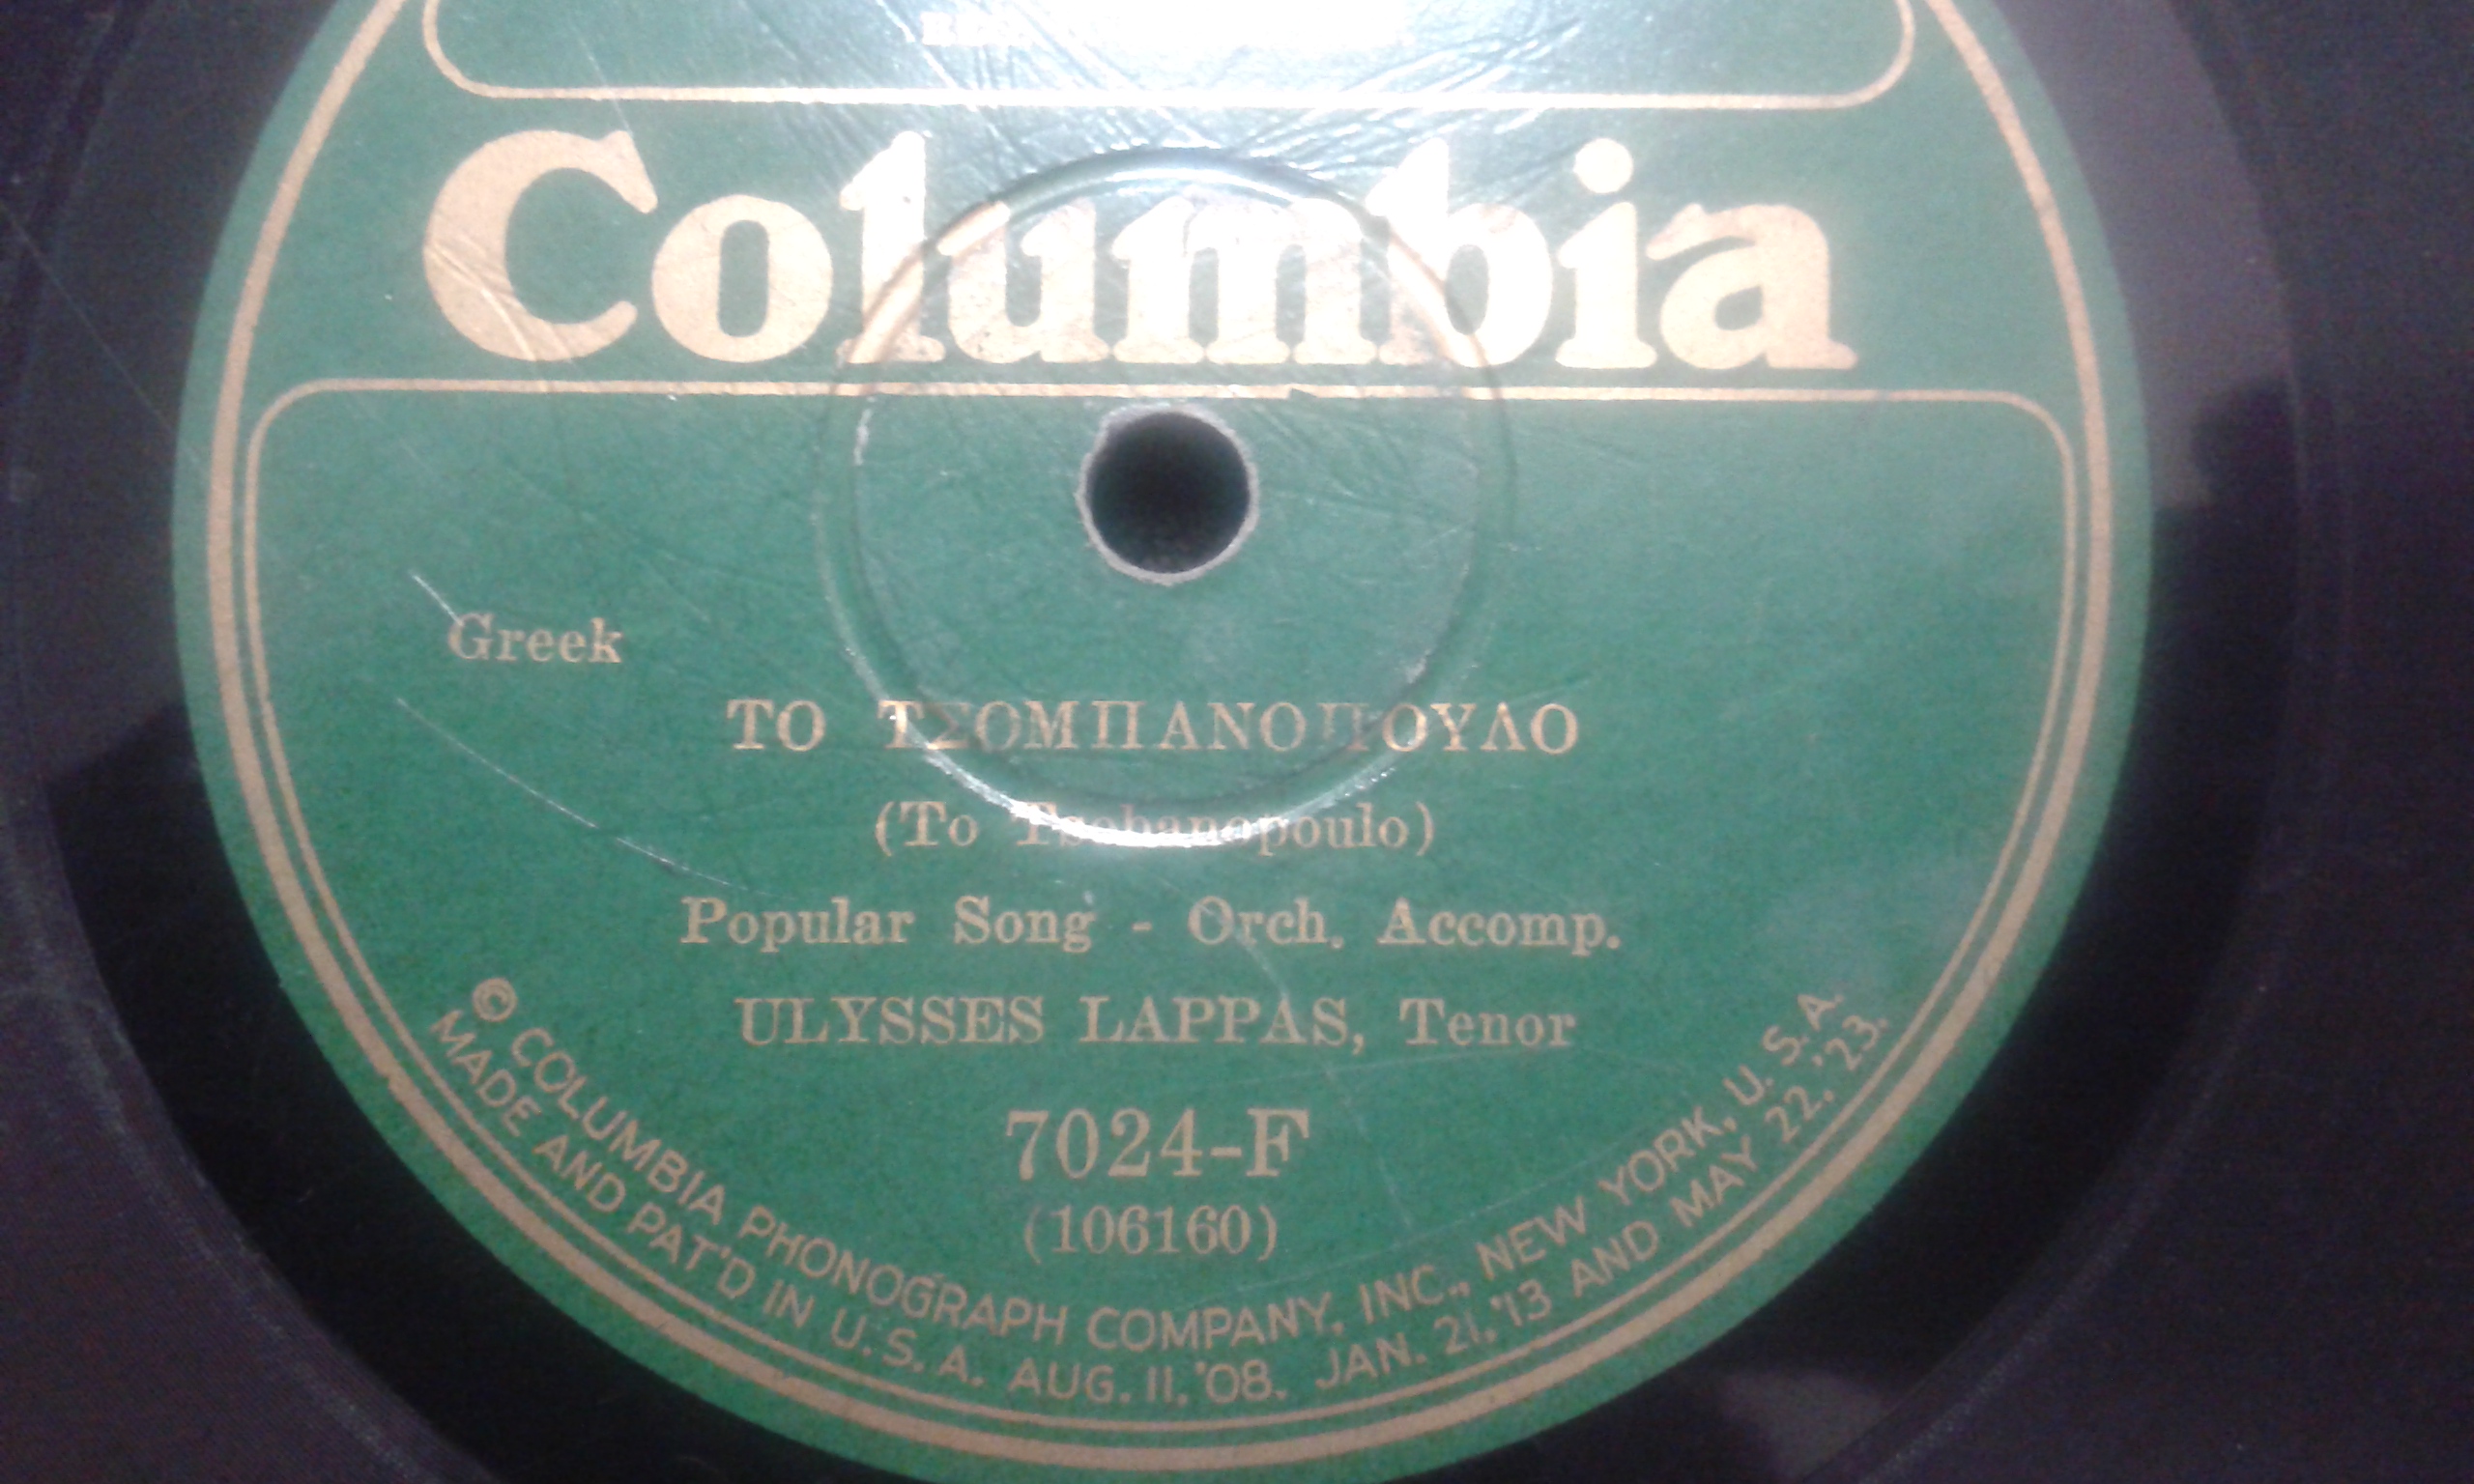 Columbia
Greek
ΤΟ ΤΣΟΜΠΑΝΟΠΟΥΛΟ
(To Tsobanopoulo)
Popular Song - Orch. Accomp.
ULYSSES LAPPAS, Tenor
7024-F
(106160)
© COLUMBIA PHONOGRAPH COMPANY, INC., NEW YORK, U. S. A.
MADE AND PAT'D IN U. S. A. AUG. 11, '08. JAN. 21, '13 AND MAY 22, '23.